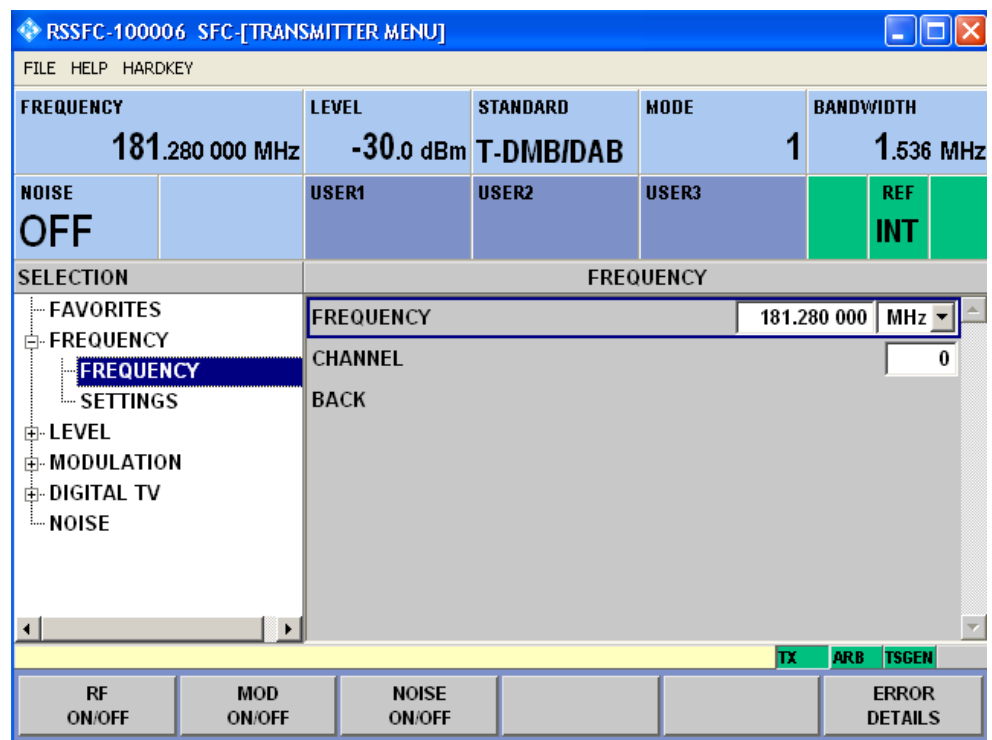 RSSFC-100006 SFC-[TRANSMITTER MENU]
FILE HELP HARDKEY
FREQUENCY LEVEL STANDARD MODE BANDWIDTH
181.280 000 MHz -30.0 dBm T-DMB/DAB 1 1.536 MHz
NOISE USER1 USER2 USER3 REF
OFF INT
SELECTION FREQUENCY
FAVORITES
FREQUENCY
FREQUENCY
SETTINGS
LEVEL
MODULATION
DIGITAL TV
NOISE
FREQUENCY 181.280 000 MHz
CHANNEL 0
BACK
TX ARB TSGEN
RF ON/OFF
MOD ON/OFF
NOISE ON/OFF
ERROR DETAILS